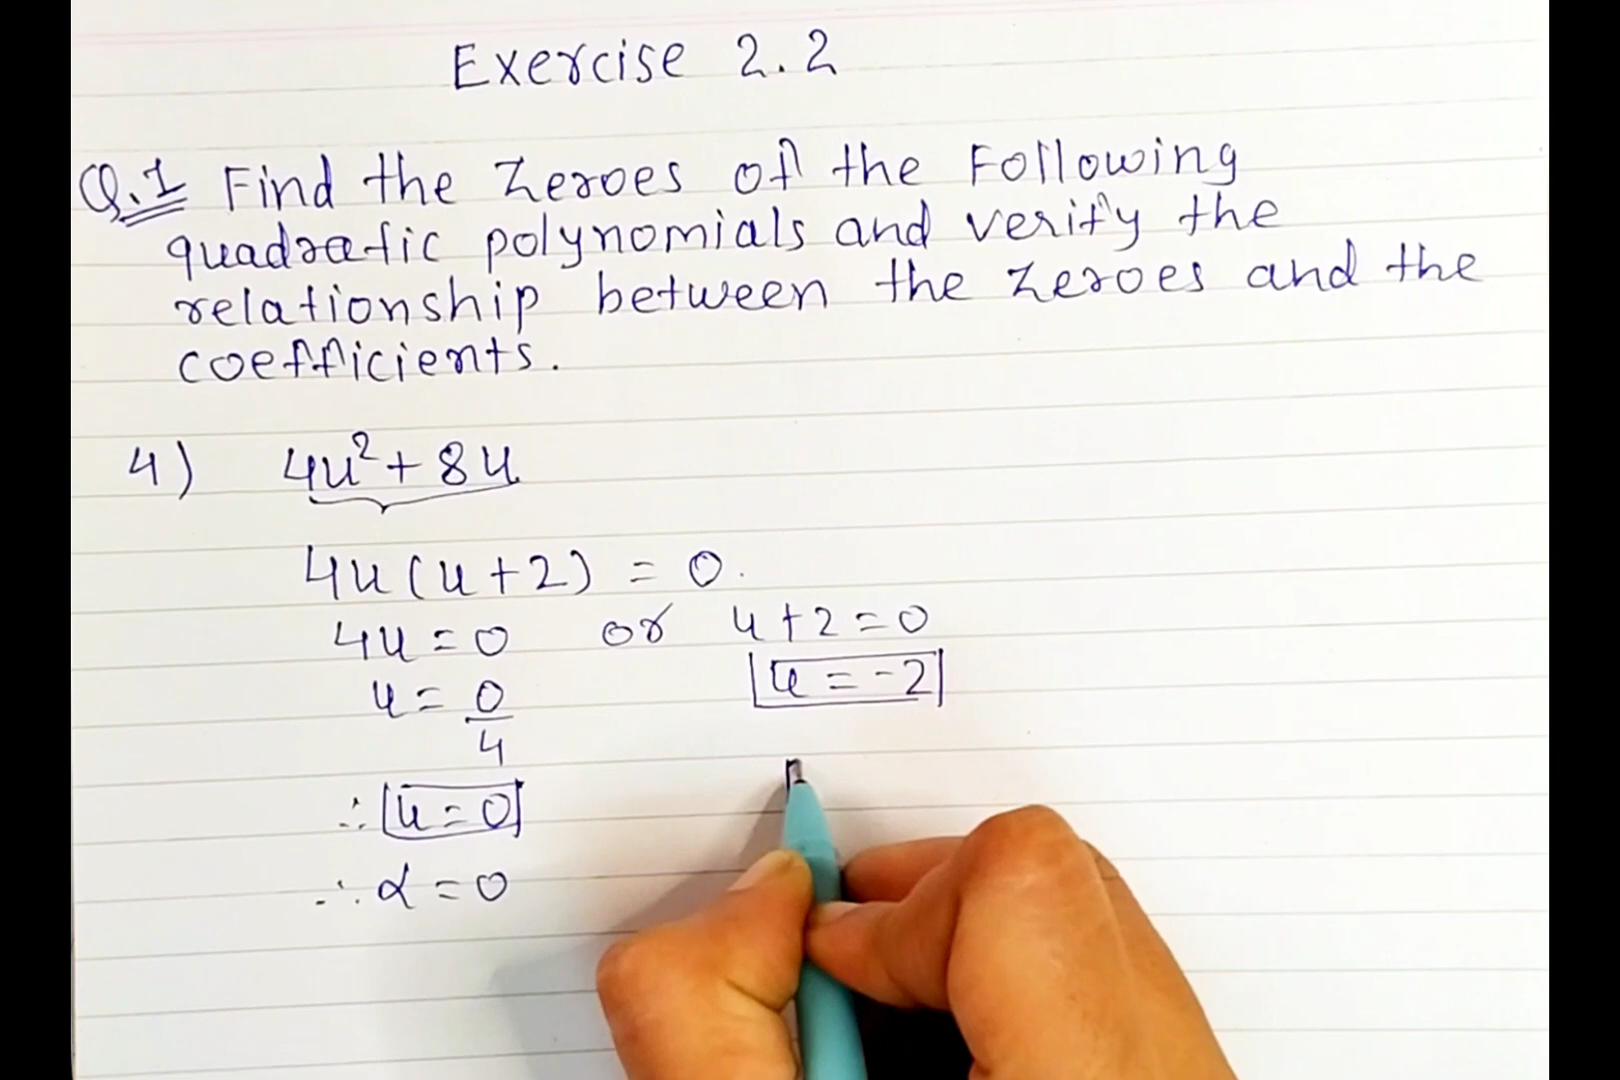 Exercise 2.2
Q.1 Find the Zeroes of the Following
quadratic polynomials and verify the
relationship between the zeroes and the
coefficients.
4) 4u² + 8u
4u(u+2) = 0.
4u = 0 or u+2=0
u = 0/4 u = -2
∴ u = 0
∴ α = 0